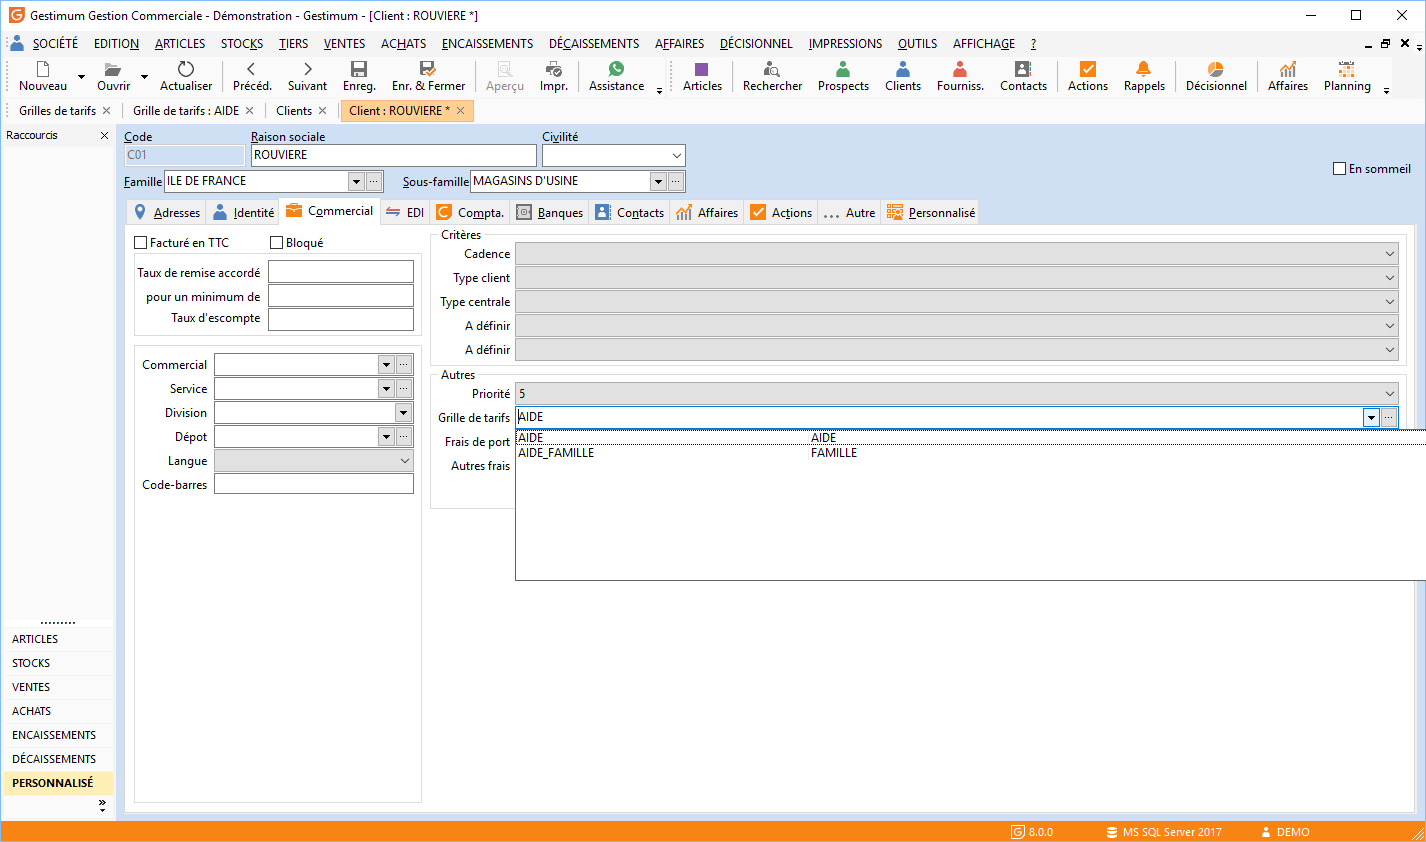 Gestimum Gestion Commerciale - Démonstration - Gestimum - [Client : ROUVIERE *]
SOCIÉTÉ EDITION ARTICLES STOCKS TIERS VENTES ACHATS ENCAISSEMENTS DÉCAISSEMENTS AFFAIRES DÉCISIONNEL IMPRESSIONS OUTILS AFFICHAGE ?
Nouveau Ouvrir Actualiser Précéd. Suivant Enreg. Enr. & Fermer Aperçu Impr. Assistance Articles Rechercher Prospects Clients Fourniss. Contacts Actions Rappels Décisionnel Affaires Planning
Grilles de tarifs Grille de tarifs : AIDE Clients Client : ROUVIERE *
Raccourcis
Code Raison sociale Civilité
C01 ROUVIERE
En sommeil
Famille ILE DE FRANCE Sous-famille MAGASINS D'USINE
Adresses Identité Commercial EDI Compta. Banques Contacts Affaires Actions Autre Personnalisé
Facturé en TTC Bloqué
Taux de remise accordé
pour un minimum de
Taux d'escompte
Commercial
Service
Division
Dépot
Langue
Code-barres
Critères
Cadence
Type client
Type centrale
A définir
A définir
Autres
Priorité 5
Grille de tarifs AIDE
Frais de port
Autres frais
AIDE AIDE
AIDE_FAMILLE FAMILLE
ARTICLES
STOCKS
VENTES
ACHATS
ENCAISSEMENTS
DÉCAISSEMENTS
PERSONNALISÉ
8.0.0 MS SQL Server 2017 DEMO